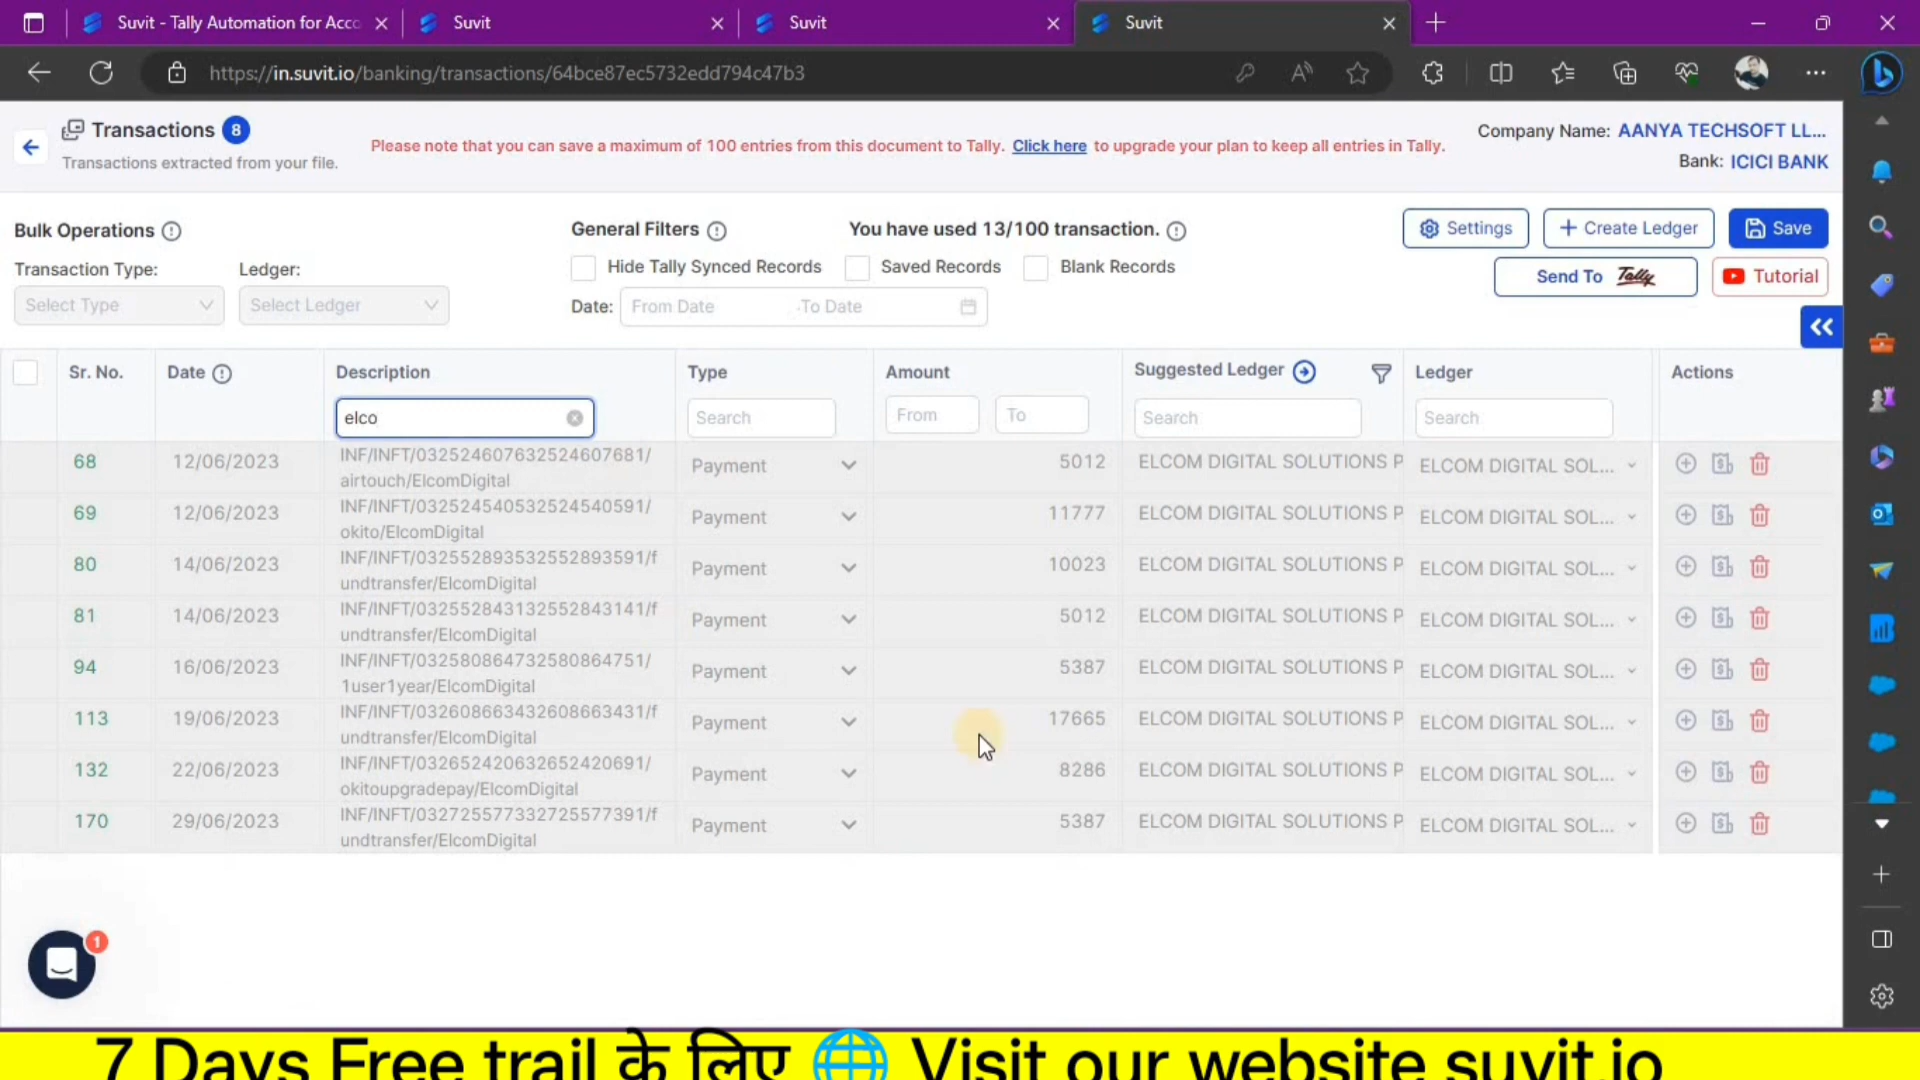 Suvit - Tally Automation for Acco
Suvit
Suvit
Suvit
https://in.suvit.io/banking/transactions/64bce87ec5732edd794c47b3
Transactions 8
Transactions extracted from your file.
Please note that you can save a maximum of 100 entries from this document to Tally. Click here to upgrade your plan to keep all entries in Tally.
Company Name: AANYA TECHSOFT LL...
Bank: ICICI BANK
Bulk Operations
General Filters
You have used 13/100 transaction.
Settings
+ Create Ledger
Save
Transaction Type:
Ledger:
Hide Tally Synced Records
Saved Records
Blank Records
Send To Tally
Tutorial
Select Type
Select Ledger
Date: From Date To Date
Sr. No. Date Description Type Amount Suggested Ledger Ledger Actions
elco Search From To Search Search
68 12/06/2023 INF/INFT/032524607632524607681/ Payment 5012 ELCOM DIGITAL SOLUTIONS P ELCOM DIGITAL SOL...
airtouch/ElcomDigital
69 12/06/2023 INF/INFT/032524540532524540591/ Payment 11777 ELCOM DIGITAL SOLUTIONS P ELCOM DIGITAL SOL...
okito/ElcomDigital
80 14/06/2023 INF/INFT/032552893532552893591/f Payment 10023 ELCOM DIGITAL SOLUTIONS P ELCOM DIGITAL SOL...
undtransfer/ElcomDigital
81 14/06/2023 INF/INFT/032552843132552843141/f Payment 5012 ELCOM DIGITAL SOLUTIONS P ELCOM DIGITAL SOL...
undtransfer/ElcomDigital
94 16/06/2023 INF/INFT/032580864732580864751/ Payment 5387 ELCOM DIGITAL SOLUTIONS P ELCOM DIGITAL SOL...
1user1year/ElcomDigital
113 19/06/2023 INF/INFT/032608663432608663431/f Payment 17665 ELCOM DIGITAL SOLUTIONS P ELCOM DIGITAL SOL...
undtransfer/ElcomDigital
132 22/06/2023 INF/INFT/032652420632652420691/ Payment 8286 ELCOM DIGITAL SOLUTIONS P ELCOM DIGITAL SOL...
okitoupgradepay/ElcomDigital
170 29/06/2023 INF/INFT/032725577332725577391/f Payment 5387 ELCOM DIGITAL SOLUTIONS P ELCOM DIGITAL SOL...
undtransfer/ElcomDigital
1
7 Days Free trail के लिए Visit our website suvit.io